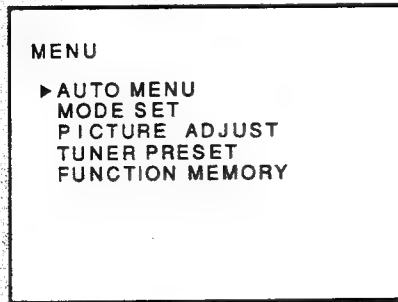 MENU
▶AUTO MENU
MODE SET
PICTURE ADJUST
TUNER PRESET
FUNCTION MEMORY